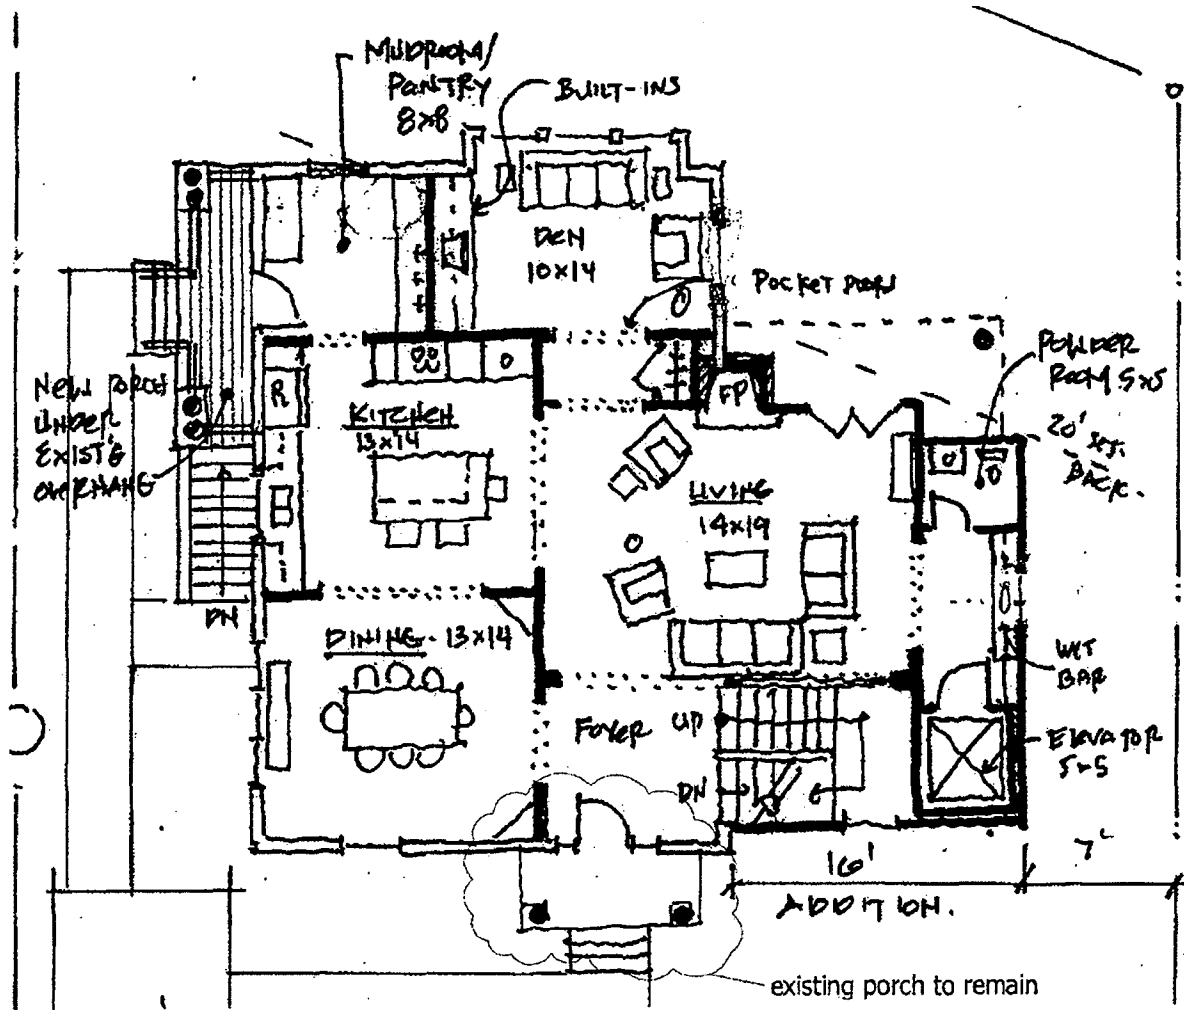 MUDROOM/
PANTRY
8x8
BUILT-INS
DEN
10x14
POCKET DOORS
POWDER
ROOM 5x5
NEW PORCH
UNDER
EXIST'G
OVERHANG
R
KITCHEN
13x14
FP
20'
SET.
BACK.
LIVING
14x19
DN
DINING - 13x14
WET
BAR
FOYER
UP
ELEVATOR
5x5
DN
16'
7'
ADDITION.
existing porch to remain